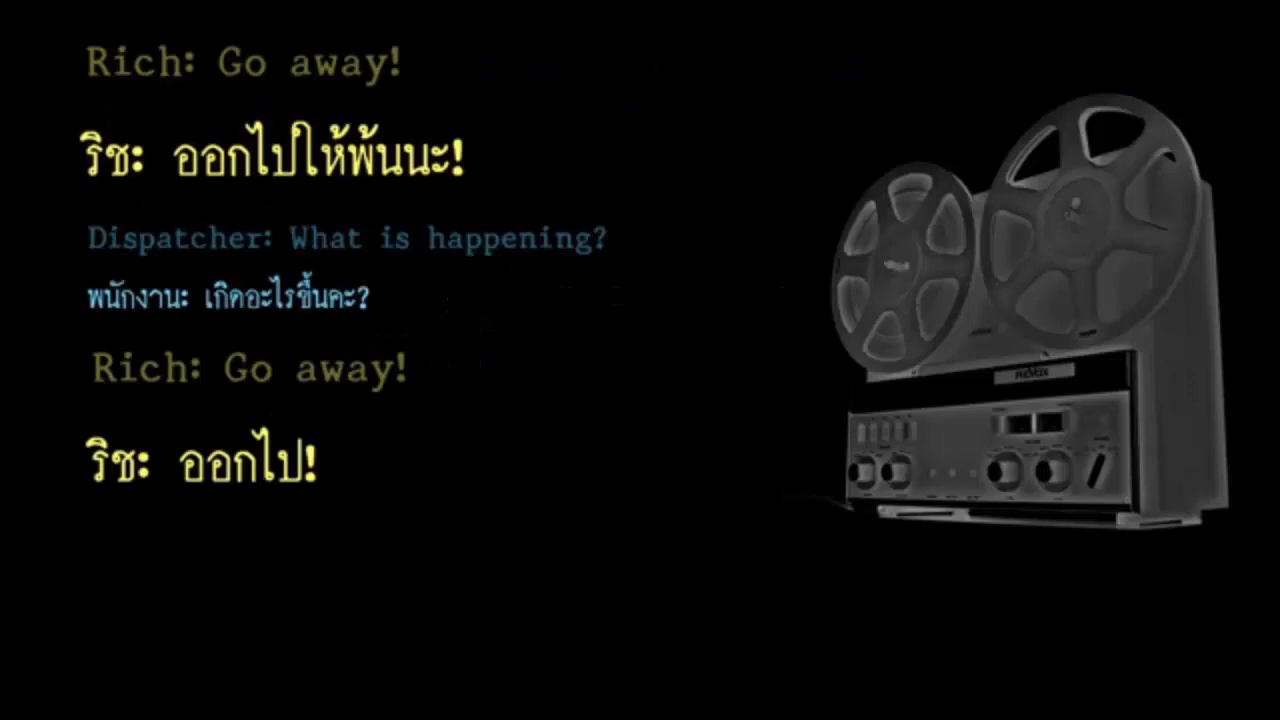 Rich: Go away!
ริช: ออกไปให้พ้นนะ!
Dispatcher: What is happening?
พนักงาน: เกิดอะไรขึ้นคะ?
Rich: Go away!
ริช: ออกไป!
REVOX